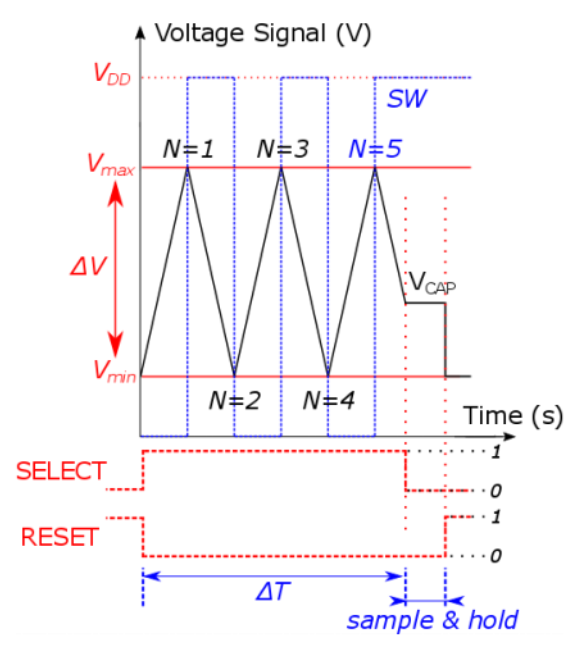 Voltage Signal (V)
VDD
SW
N=1 N=3 N=5
Vmax
ΔV
VCAP
Vmin
N=2 N=4
Time (s)
SELECT
1
0
RESET
1
0
ΔT
sample & hold